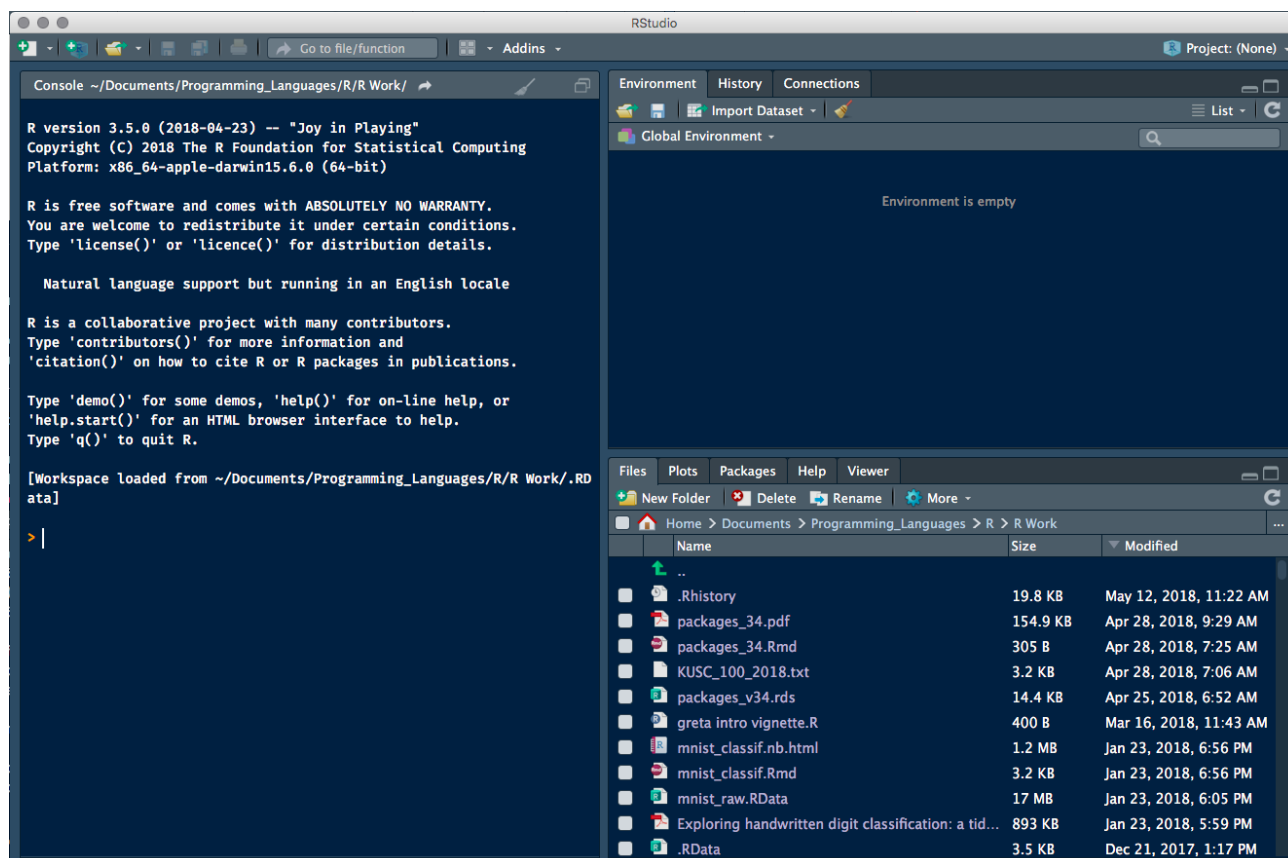 RStudio
Go to file/function Addins Project: (None)
Console ~/Documents/Programming_Languages/R/R Work/
R version 3.5.0 (2018-04-23) -- "Joy in Playing"
Copyright (C) 2018 The R Foundation for Statistical Computing
Platform: x86_64-apple-darwin15.6.0 (64-bit)
R is free software and comes with ABSOLUTELY NO WARRANTY.
You are welcome to redistribute it under certain conditions.
Type 'license()' or 'licence()' for distribution details.
Natural language support but running in an English locale
R is a collaborative project with many contributors.
Type 'contributors()' for more information and
'citation()' on how to cite R or R packages in publications.
Type 'demo()' for some demos, 'help()' for on-line help, or
'help.start()' for an HTML browser interface to help.
Type 'q()' to quit R.
[Workspace loaded from ~/Documents/Programming_Languages/R/R Work/.RD
ata]
>
Environment History Connections
Import Dataset List
Global Environment
Environment is empty
Files Plots Packages Help Viewer
New Folder Delete Rename More
Home > Documents > Programming_Languages > R > R Work ...
Name Size Modified
..
.Rhistory 19.8 KB May 12, 2018, 11:22 AM
packages_34.pdf 154.9 KB Apr 28, 2018, 9:29 AM
packages_34.Rmd 305 B Apr 28, 2018, 7:25 AM
KUSC_100_2018.txt 3.2 KB Apr 28, 2018, 7:06 AM
packages_v34.rds 14.4 KB Apr 25, 2018, 6:52 AM
greta intro vignette.R 400 B Mar 16, 2018, 11:43 AM
mnist_classif.nb.html 1.2 MB Jan 23, 2018, 6:56 PM
mnist_classif.Rmd 3.2 KB Jan 23, 2018, 6:56 PM
mnist_raw.RData 17 MB Jan 23, 2018, 6:05 PM
Exploring handwritten digit classification: a tid... 893 KB Jan 23, 2018, 5:59 PM
.RData 3.5 KB Dec 21, 2017, 1:17 PM